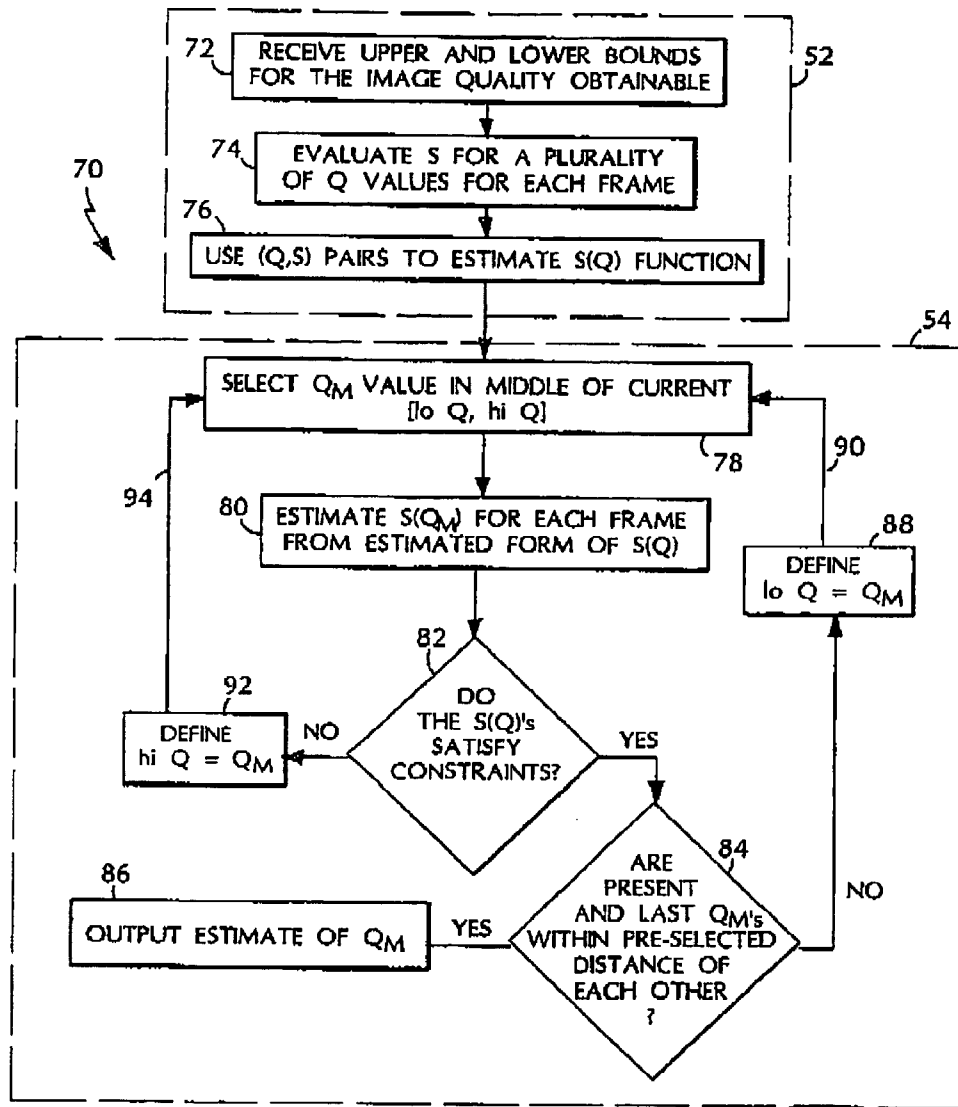 72
RECEIVE UPPER AND LOWER BOUNDS
FOR THE IMAGE QUALITY OBTAINABLE
52
74
EVALUATE S FOR A PLURALITY
OF Q VALUES FOR EACH FRAME
70
76
USE (Q,S) PAIRS TO ESTIMATE S(Q) FUNCTION
54
SELECT QM VALUE IN MIDDLE OF CURRENT
[lo Q, hi Q]
78
90
94
80
ESTIMATE S(QM) FOR EACH FRAME
FROM ESTIMATED FORM OF S(Q)
88
DEFINE
lo Q = QM
82
DO
THE S(Q)'s
SATISFY
CONSTRAINTS?
92
DEFINE
hi Q = QM
NO
YES
84
ARE
PRESENT
AND LAST QM's
WITHIN PRE-SELECTED
DISTANCE OF
EACH OTHER
?
NO
86
OUTPUT ESTIMATE OF QM
YES